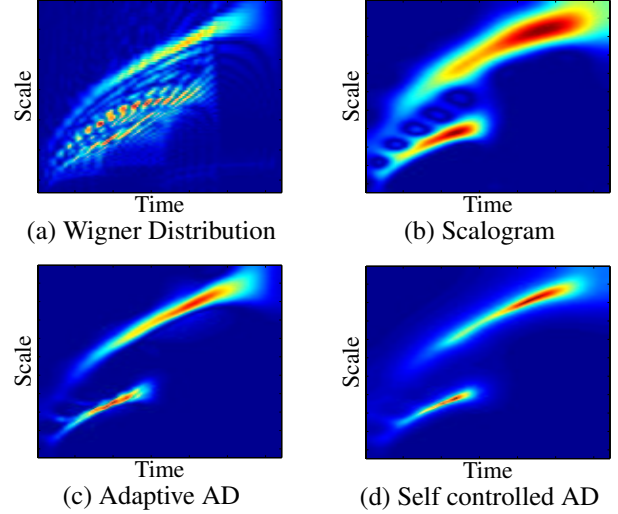 Scale
Time
(a) Wigner Distribution
Scale
Time
(b) Scalogram
Scale
Time
(c) Adaptive AD
Scale
Time
(d) Self controlled AD